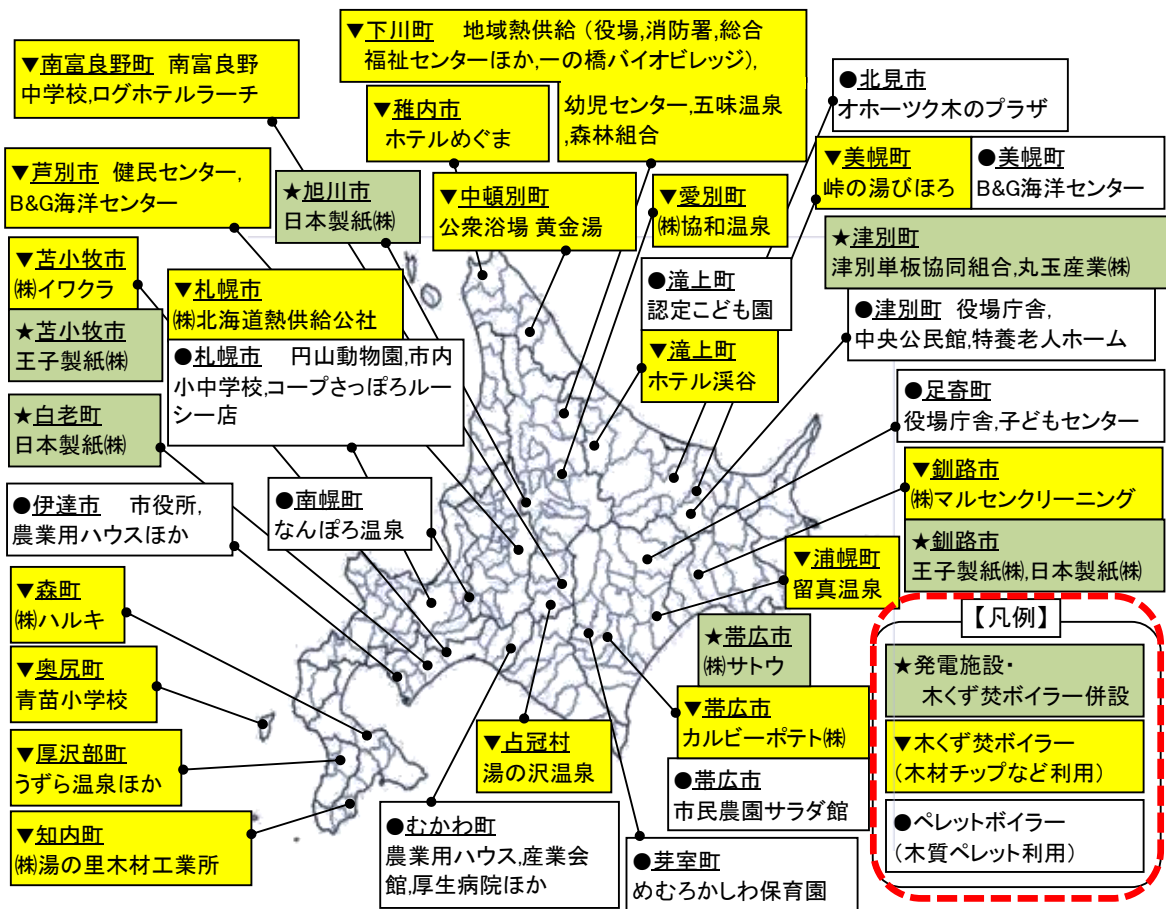 ▼南富良野町 南富良野
中学校,ログホテルラーチ
▼下川町 地域熱供給(役場,消防署,総合
福祉センターほか,一の橋バイオビレッジ),
幼児センター,五味温泉
,森林組合
▼稚内市
ホテルめぐま
●北見市
オホーツク木のプラザ
▼芦別市 健民センター,
B&G海洋センター
★旭川市
日本製紙㈱
▼中頓別町
公衆浴場 黄金湯
▼愛別町
㈱協和温泉
▼美幌町
峠の湯びほろ
●美幌町
B&G海洋センター
★津別町
津別単板協同組合,丸玉産業㈱
▼苫小牧市
㈱イワクラ
★苫小牧市
王子製紙㈱
▼札幌市
㈱北海道熱供給公社
●札幌市 円山動物園,市内
小中学校,コープさっぽろルー
シー店
●滝上町
認定こども園
▼滝上町
ホテル渓谷
●津別町 役場庁舎,
中央公民館,特養老人ホーム
●足寄町
役場庁舎,子どもセンター
★白老町
日本製紙㈱
●伊達市 市役所,
農業用ハウスほか
●南幌町
なんぽろ温泉
▼釧路市
㈱マルセンクリーニング
★釧路市
王子製紙㈱,日本製紙㈱
▼浦幌町
留真温泉
▼森町
㈱ハルキ
▼奥尻町
青苗小学校
▼厚沢部町
うずら温泉ほか
▼知内町
㈱湯の里木材工業所
★帯広市
㈱サトウ
▼帯広市
カルビーポテト㈱
●帯広市
市民農園サラダ館
▼占冠村
湯の沢温泉
●むかわ町
農業用ハウス,産業会
館,厚生病院ほか
●芽室町
めむろかしわ保育園
【凡例】
★発電施設・
木くず焚ボイラー併設
▼木くず焚ボイラー
(木材チップなど利用)
●ペレットボイラー
(木質ペレット利用)